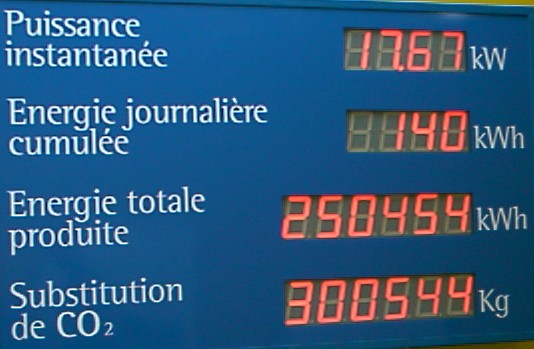 Puissance
instantanée 17.67 kW
Energie journalière
cumulée 140 kWh
Energie totale
produite 250454 kWh
Substitution
de CO₂ 300544 Kg